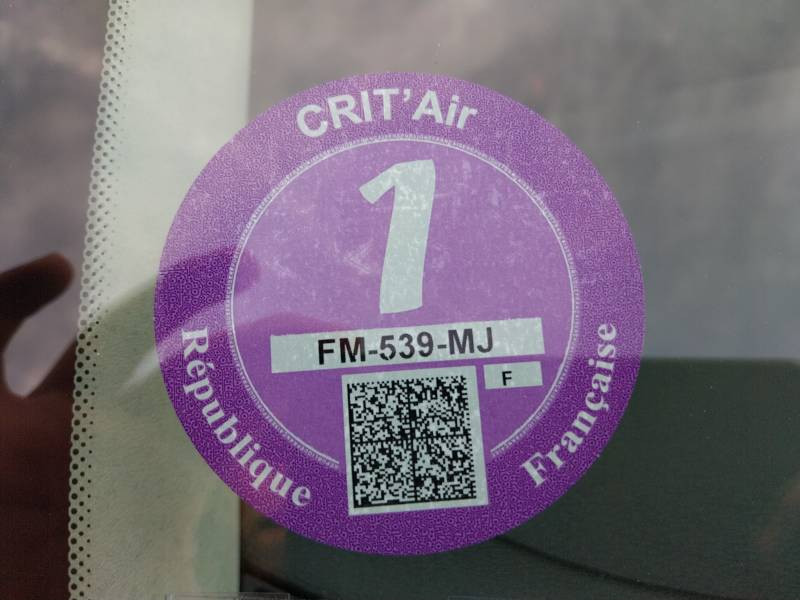 CRIT'Air
1
FM-539-MJ
F
République Française